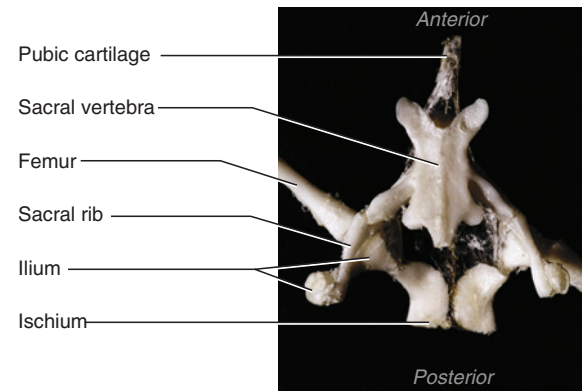 Anterior
Pubic cartilage
Sacral vertebra
Femur
Sacral rib
Ilium
Ischium
Posterior